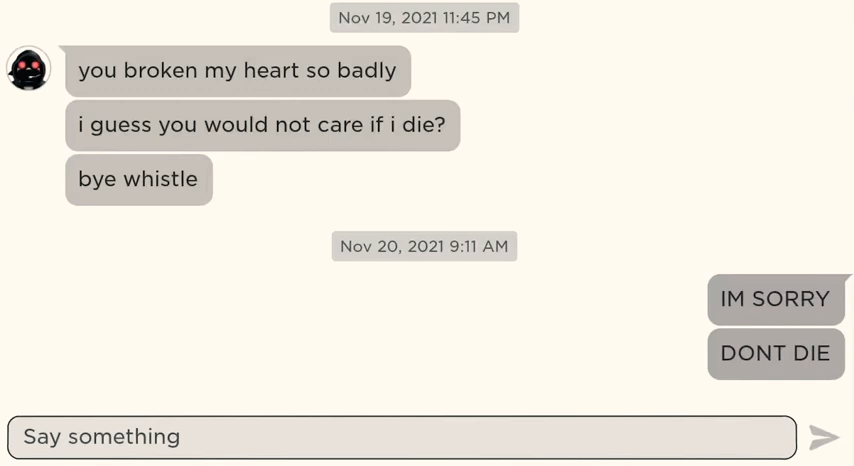 Nov 19, 2021 11:45 PM
you broken my heart so badly
i guess you would not care if i die?
bye whistle
Nov 20, 2021 9:11 AM
IM SORRY
DONT DIE
Say something